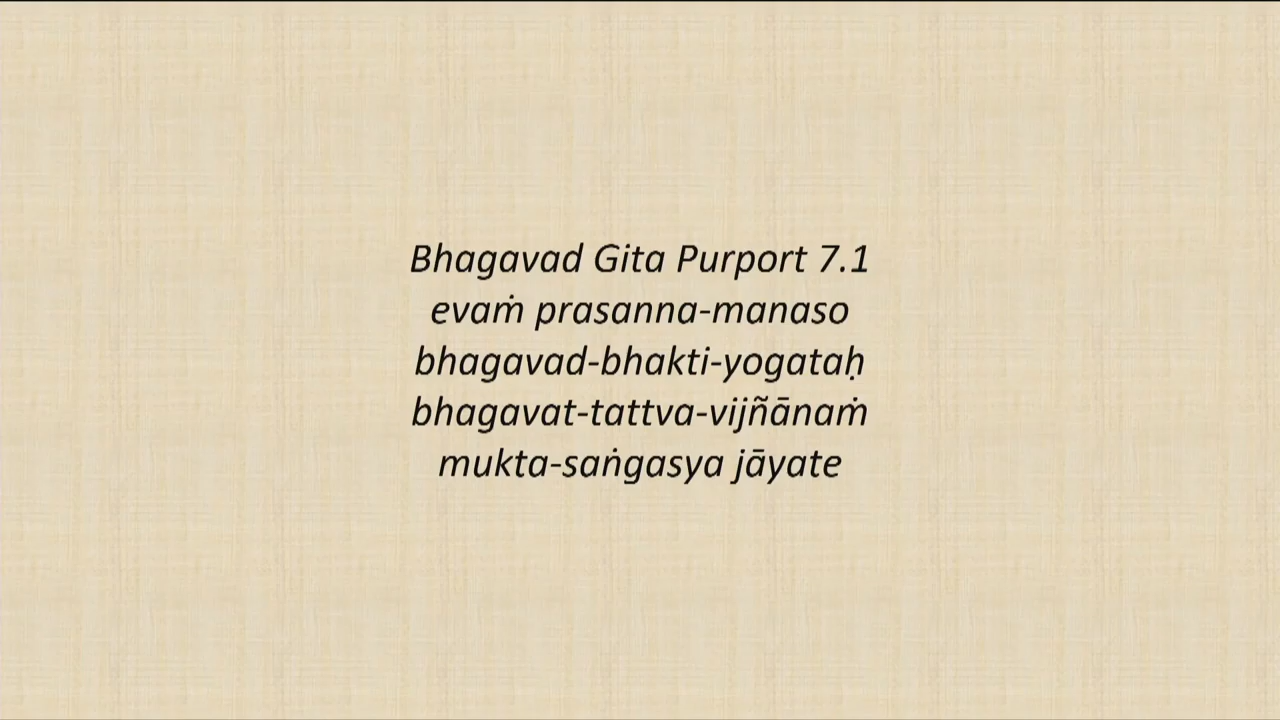 Bhagavad Gita Purport 7.1
evaṁ prasanna-manaso
bhagavad-bhakti-yogataḥ
bhagavat-tattva-vijñānaṁ
mukta-saṅgasya jāyate